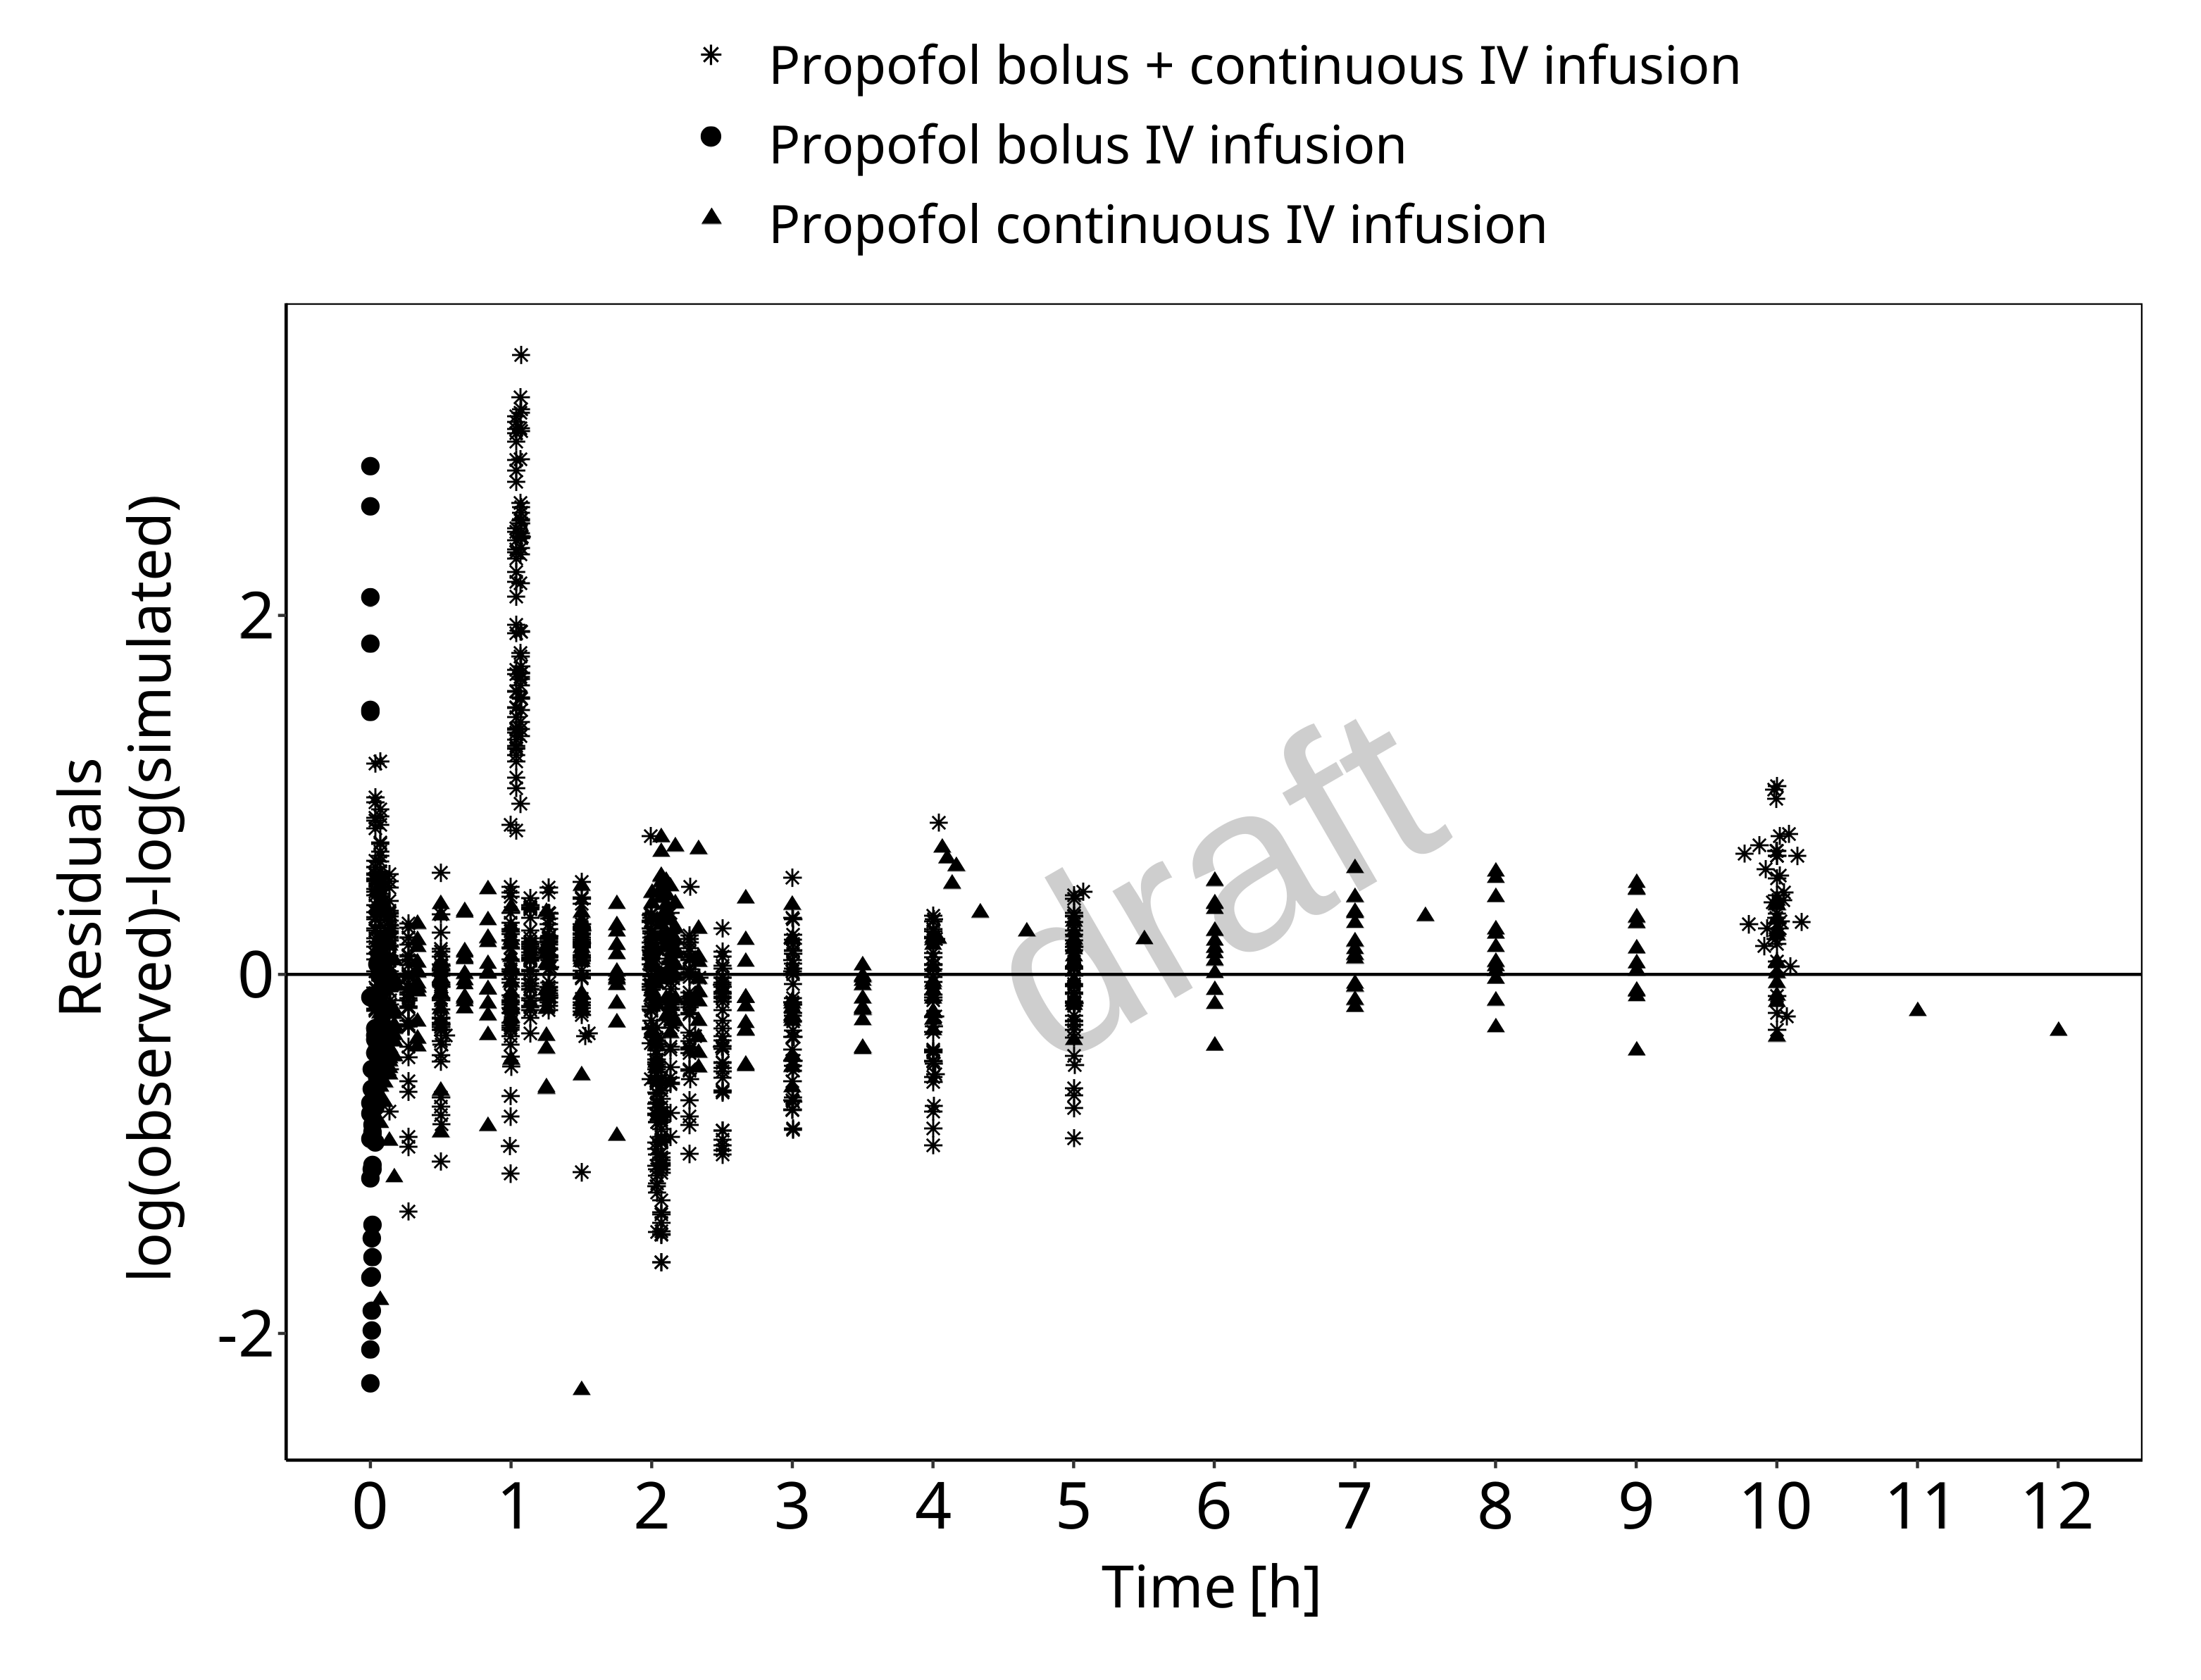 Propofol bolus + continuous IV infusion
Propofol bolus IV infusion
Propofol continuous IV infusion
Residuals
log(observed)-log(simulated)
2
0
-2
draft
0 1 2 3 4 5 6 7 8 9 10 11 12
Time [h]